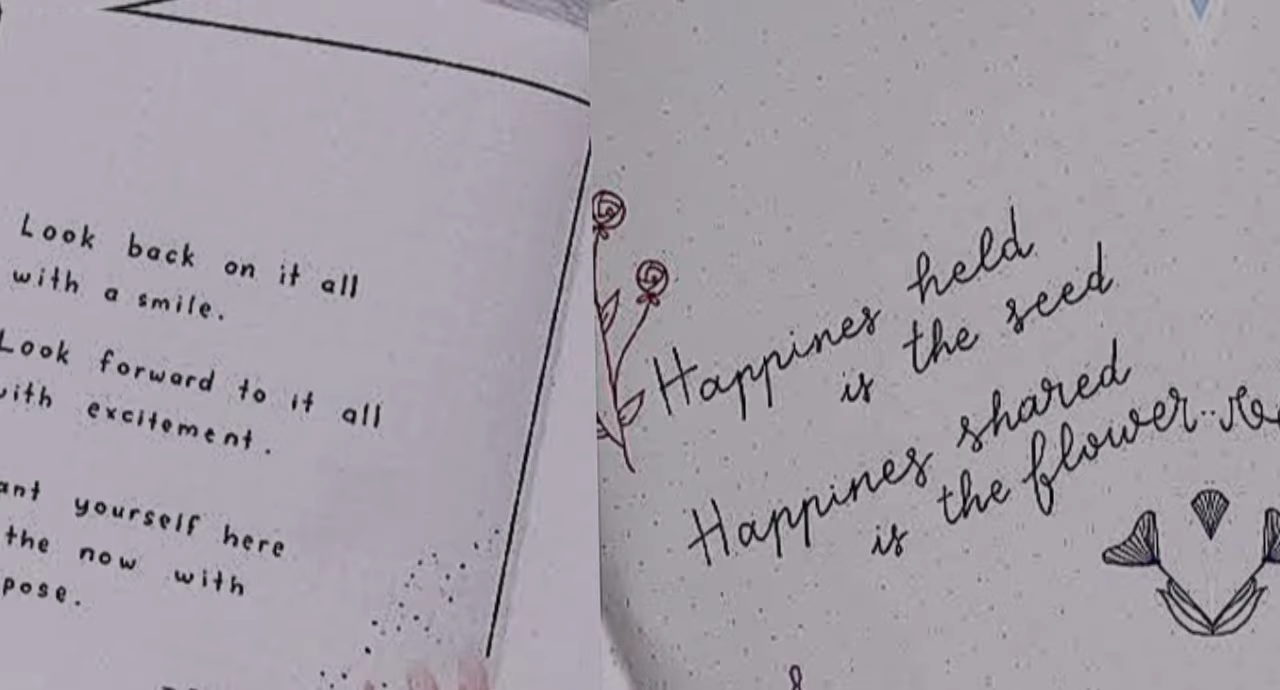 Look back on it all
with a smile.
Look forward to it all
with excitement.
yourself here
the now with
Happines held
is the seed
Happines shared
is the flower..